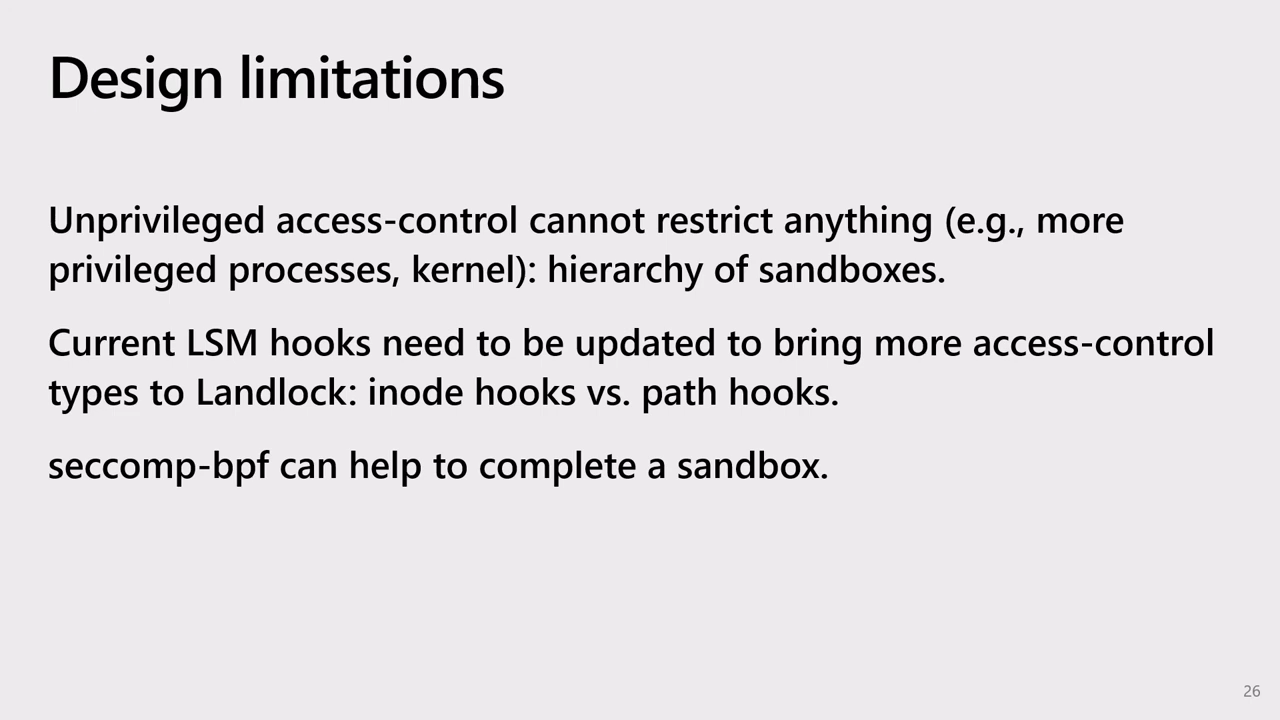 Design limitations
Unprivileged access-control cannot restrict anything (e.g., more
privileged processes, kernel): hierarchy of sandboxes.
Current LSM hooks need to be updated to bring more access-control
types to Landlock: inode hooks vs. path hooks.
seccomp-bpf can help to complete a sandbox.
26